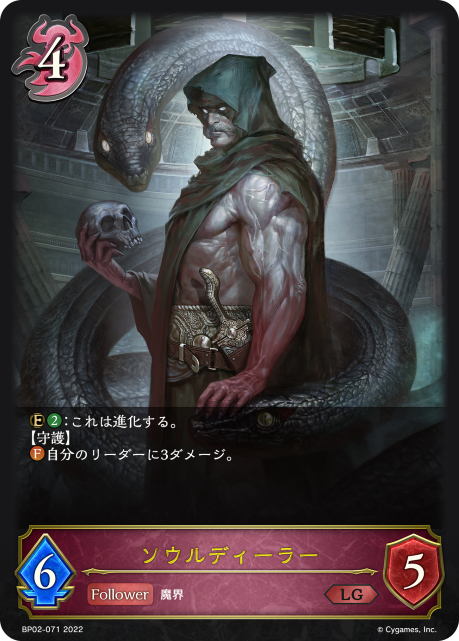 4
E 2：これは進化する。
【守護】
F 自分のリーダーに3ダメージ。
ソウルディーラー
6
Follower 魔界
LG
5
BP02-071 2022
© Cygames, Inc.